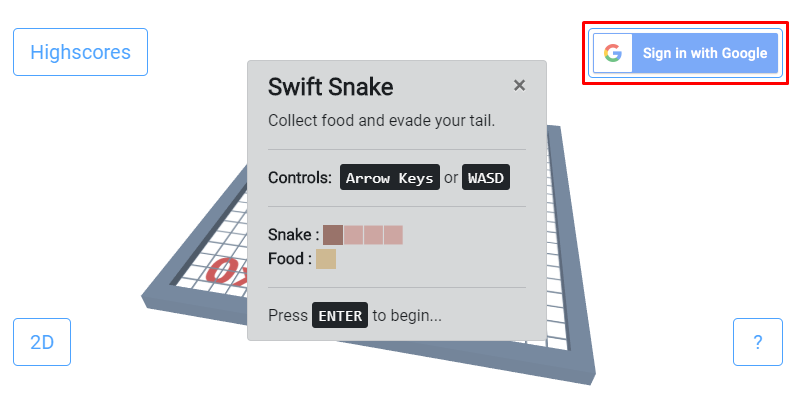 Highscores
Sign in with Google
Swift Snake
×
Collect food and evade your tail.
Controls: Arrow Keys or WASD
Snake :
Food :
Press ENTER to begin...
2D
?